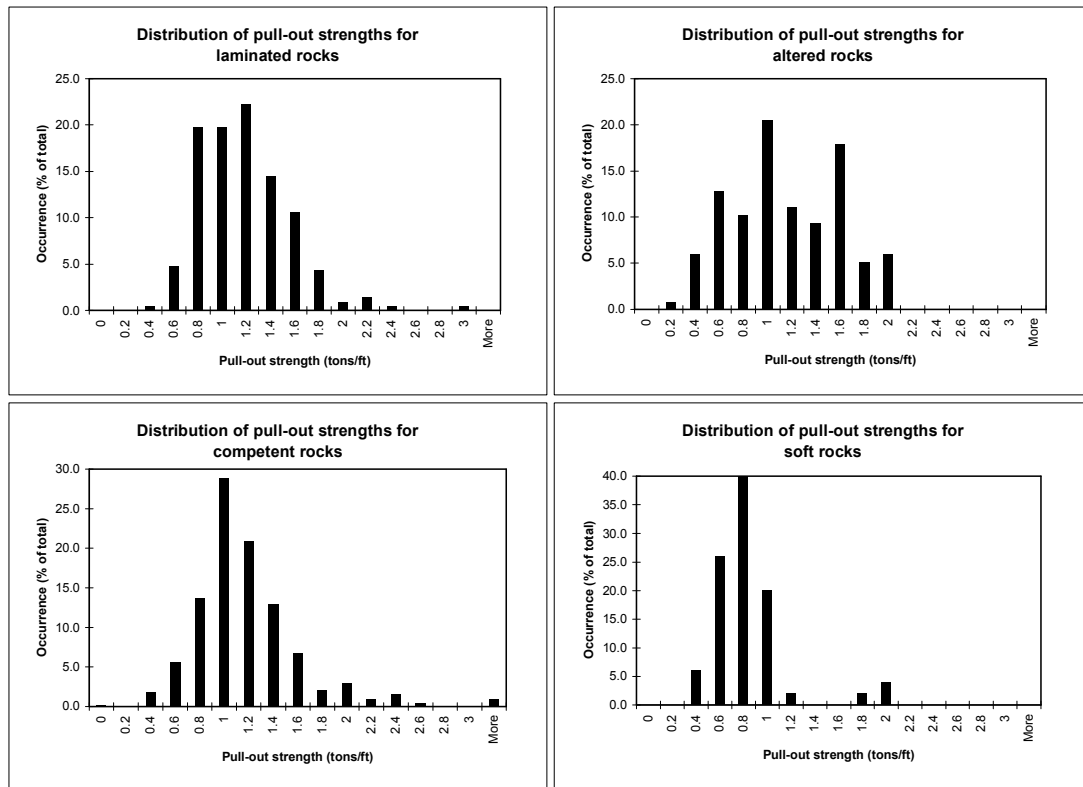 Distribution of pull-out strengths for
laminated rocks
Occurrence (% of total)
25.0
20.0
15.0
10.0
5.0
0.0
0 0.2 0.4 0.6 0.8 1 1.2 1.4 1.6 1.8 2 2.2 2.4 2.6 2.8 3 More
Pull-out strength (tons/ft)
Distribution of pull-out strengths for
altered rocks
Occurrence (% of total)
25.0
20.0
15.0
10.0
5.0
0.0
0 0.2 0.4 0.6 0.8 1 1.2 1.4 1.6 1.8 2 2.2 2.4 2.6 2.8 3 More
Pull-out strength (tons/ft)
Distribution of pull-out strengths for
competent rocks
Occurrence (% of total)
30.0
25.0
20.0
15.0
10.0
5.0
0.0
0 0.2 0.4 0.6 0.8 1 1.2 1.4 1.6 1.8 2 2.2 2.4 2.6 2.8 3 More
Pull-out strength (tons/ft)
Distribution of pull-out strengths for
soft rocks
Occurrence (% of total)
40.0
35.0
30.0
25.0
20.0
15.0
10.0
5.0
0.0
0 0.2 0.4 0.6 0.8 1 1.2 1.4 1.6 1.8 2 2.2 2.4 2.6 2.8 3 More
Pull-out strength (tons/ft)